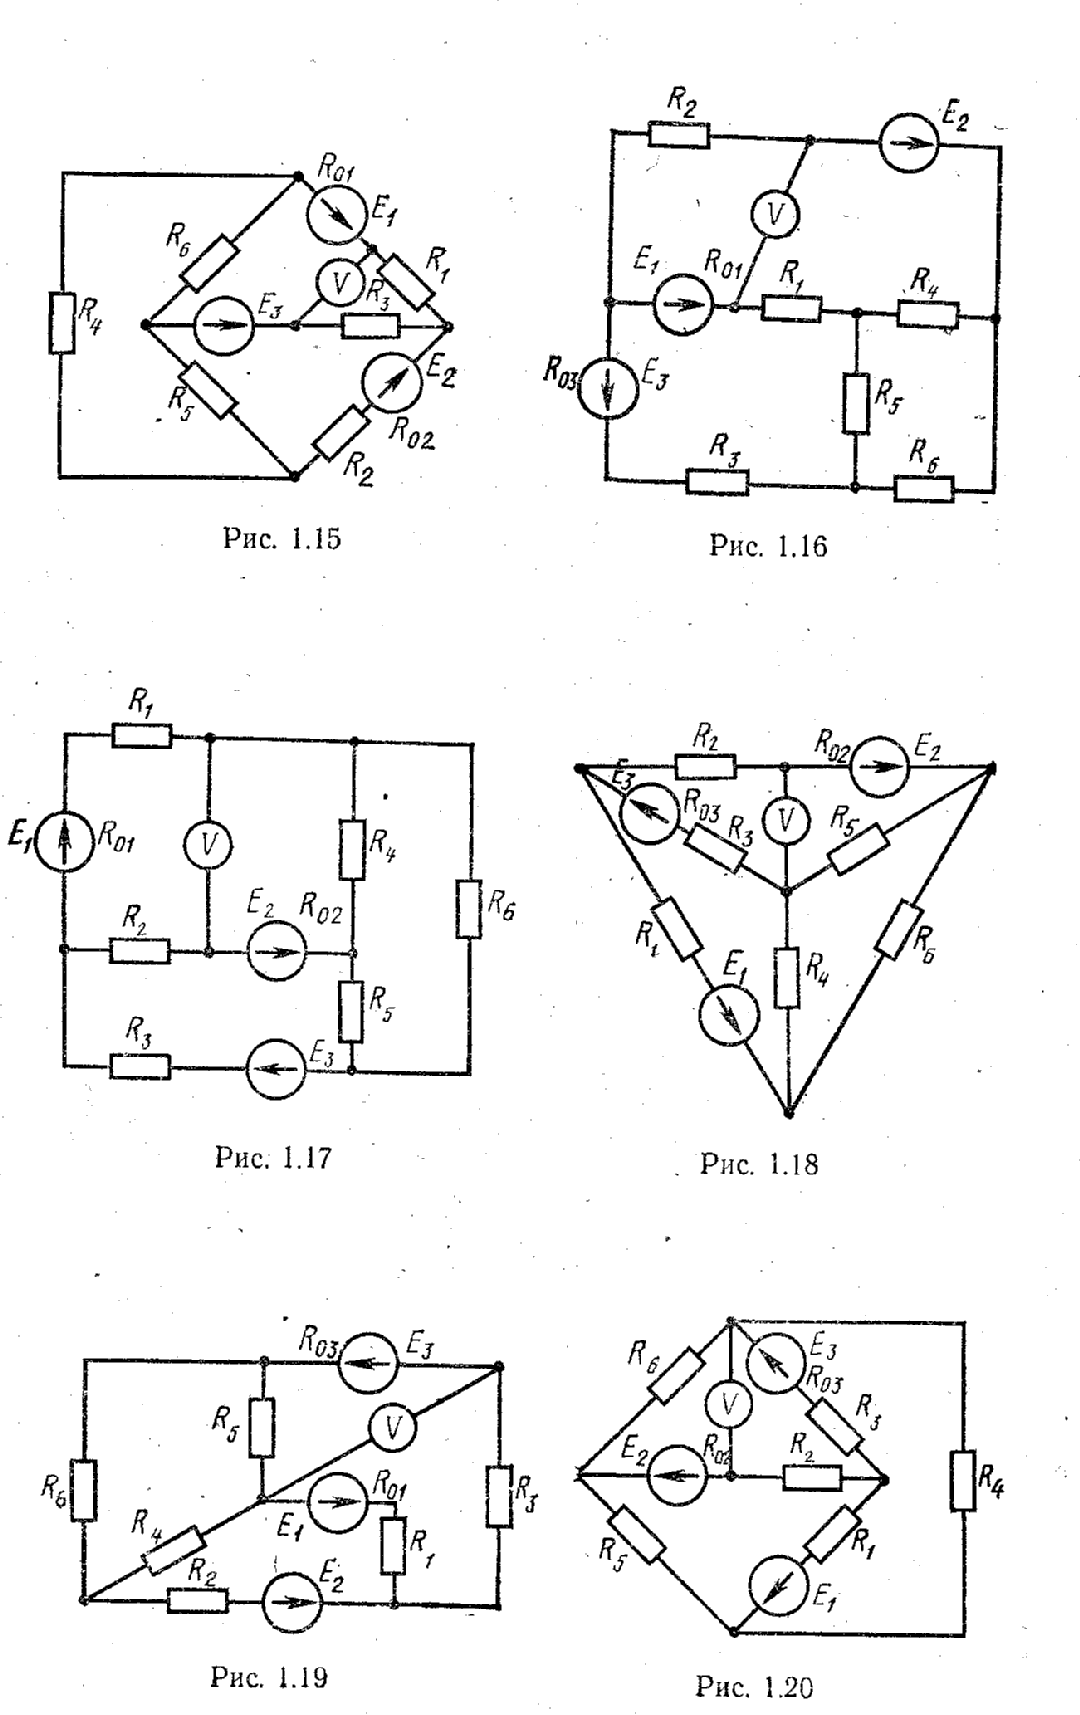 R₀₁
E₁
R₆
R₁
V
E₃
R₃
R₄
E₂
R₅
R₀₂
R₂
Рис. 1.15
R₂
E₂
V
E₁
R₀₁
R₁
R₄
R₀₃
E₃
R₅
R₃
R₆
Рис. 1.16
R₁
E₁
R₀₁
V
R₄
R₆
R₂
E₂
R₀₂
R₅
R₃
E₃
Рис. 1.17
R₂
R₀₂
E₂
E₃
R₀₃
R₃
V
R₅
R₁
E₁
R₄
R₆
Рис. 1.18
R₀₃
E₃
R₅
V
R₆
R₀₁
R₃
R₄
E₁
R₁
R₂
E₂
Рис. 1.19
R₆
E₃
R₀₃
V
R₃
E₂
R₀₂
R₂
R₄
R₅
R₁
E₁
Рис. 1.20